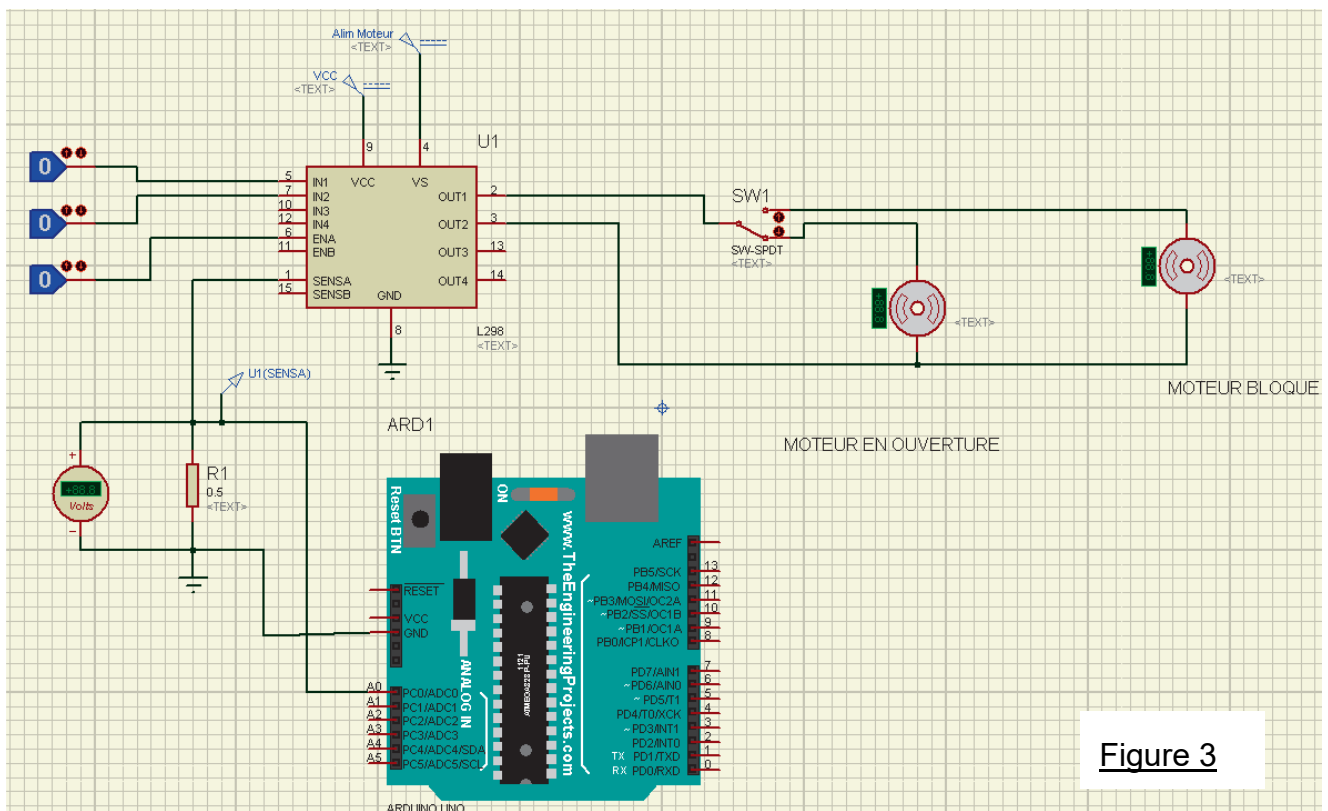 Alim Moteur
<TEXT>
VCC
<TEXT>
U1
9
4
0
0
0
5
7
10
12
6
11
1
15
IN1
IN2
IN3
IN4
ENA
ENB
SENSA
SENSB
VCC
VS
GND
OUT1
OUT2
OUT3
OUT4
2
3
13
14
8
L298
<TEXT>
SW1
SW-SPDT
<TEXT>
<TEXT>
<TEXT>
MOTEUR BLOQUE
MOTEUR EN OUVERTURE
U1(SENSA)
+88.8
Volts
R1
0.5
<TEXT>
ARD1
Reset BTN
ON
www.TheEngineeringProjects.com
ANALOG IN
RESET
VCC
GND
A0 PC0/ADC0
A1 PC1/ADC1
A2 PC2/ADC2
A3 PC3/ADC3
A4 PC4/ADC4/SDA
A5 PC5/ADC5/SCL
AREF
PB5/SCK 13
PB4/MISO 12
~PB3/MOSI/OC2A 11
~PB2/SS/OC1B 10
~PB1/OC1A 9
PB0/ICP1/CLKO 8
PD7/AIN1 7
~PD6/AIN0 6
~PD5/T1 5
PD4/T0/XCK 4
~PD3/INT1 3
PD2/INT0 2
TX PD1/TXD 1
RX PD0/RXD 0
ARDUINO UNO
Figure 3